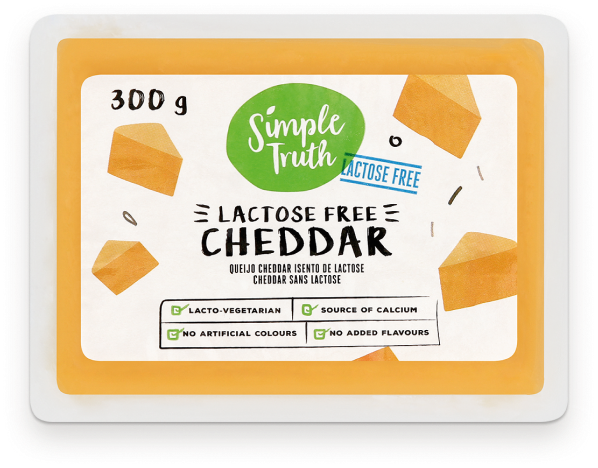 300 g
Simple
Truth
LACTOSE FREE
LACTOSE FREE
CHEDDAR
QUEIJO CHEDDAR ISENTO DE LACTOSE
CHEDDAR SANS LACTOSE
LACTO-VEGETARIAN
SOURCE OF CALCIUM
NO ARTIFICIAL COLOURS
NO ADDED FLAVOURS